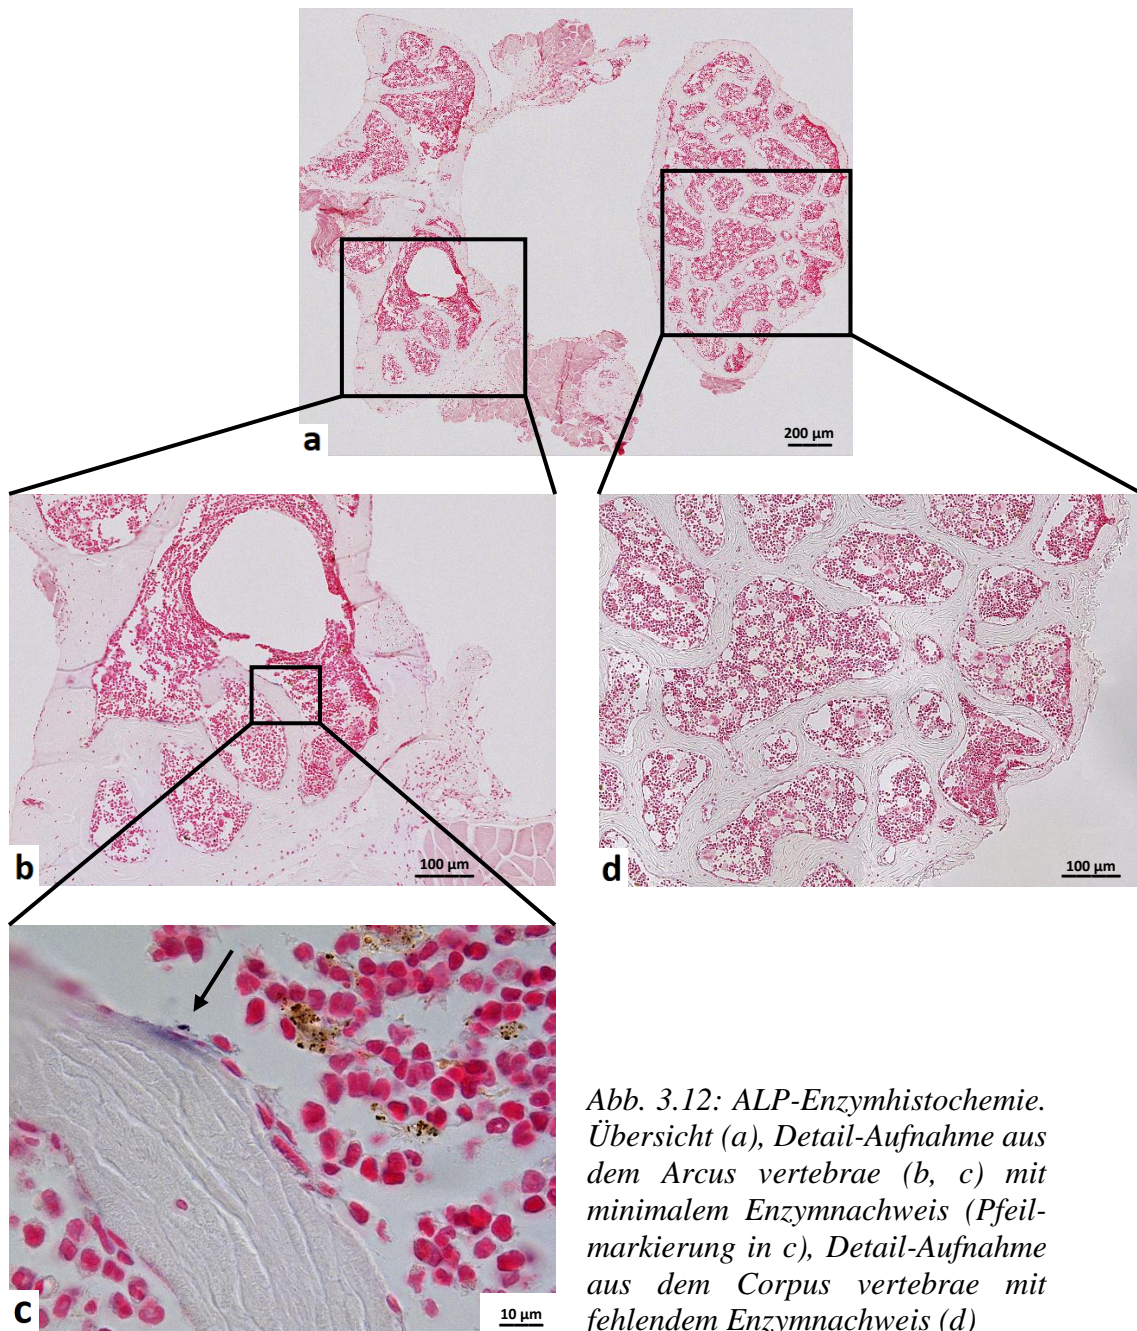 a
200 µm
b
100 µm
d
100 µm
c
10 µm
Abb. 3.12: ALP-Enzymhistochemie.
Übersicht (a), Detail-Aufnahme aus
dem Arcus vertebrae (b, c) mit
minimalem Enzymnachweis (Pfeil-
markierung in c), Detail-Aufnahme
aus dem Corpus vertebrae mit
fehlendem Enzymnachweis (d)